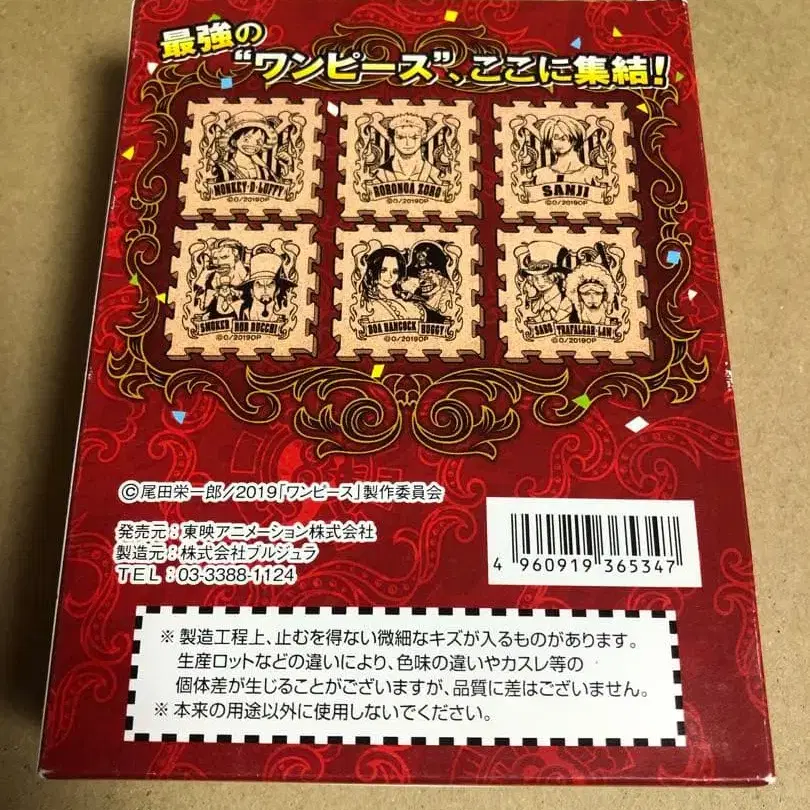 最強の
“ワンピース”、ここに集結!
MONKEY・D・LUFFY
©O/2019OP
RORONOA ZORO
©O/2019OP
SANJI
©O/2019OP
SMOKER ROB RUCCHI
©O/2019OP
BOA HANCOCK BUGGY
©O/2019OP
SABO TRAFALGAR・LAW
©O/2019OP
©尾田栄一郎/2019「ワンピース」製作委員会
発売元:東映アニメーション株式会社
製造元:株式会社ブルジュラ
TEL:03-3388-1124
4 960919 365347
※製造工程上、止むを得ない微細なキズが入るものがあります。
生産ロットなどの違いにより、色味の違いやカスレ等の
個体差が生じることがございますが、品質に差はございません。
※本来の用途以外に使用しないでください。